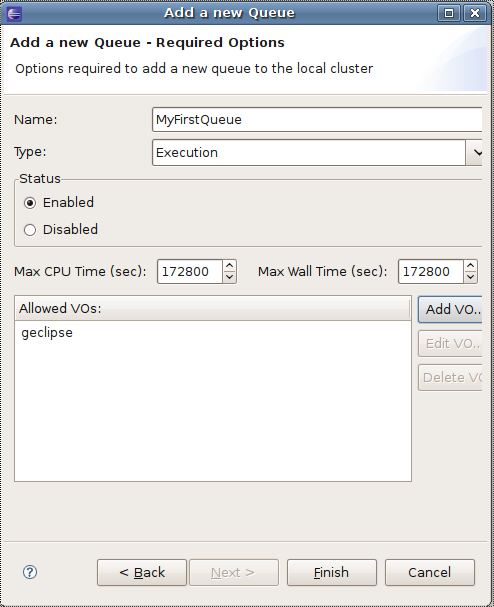 Add a new Queue
Add a new Queue - Required Options
Options required to add a new queue to the local cluster
Name: MyFirstQueue
Type: Execution
Status
Enabled
Disabled
Max CPU Time (sec): 172800 Max Wall Time (sec): 172800
Allowed VOs: Add VO..
geclipse
Edit VO..
Delete VO
< Back Next > Finish Cancel